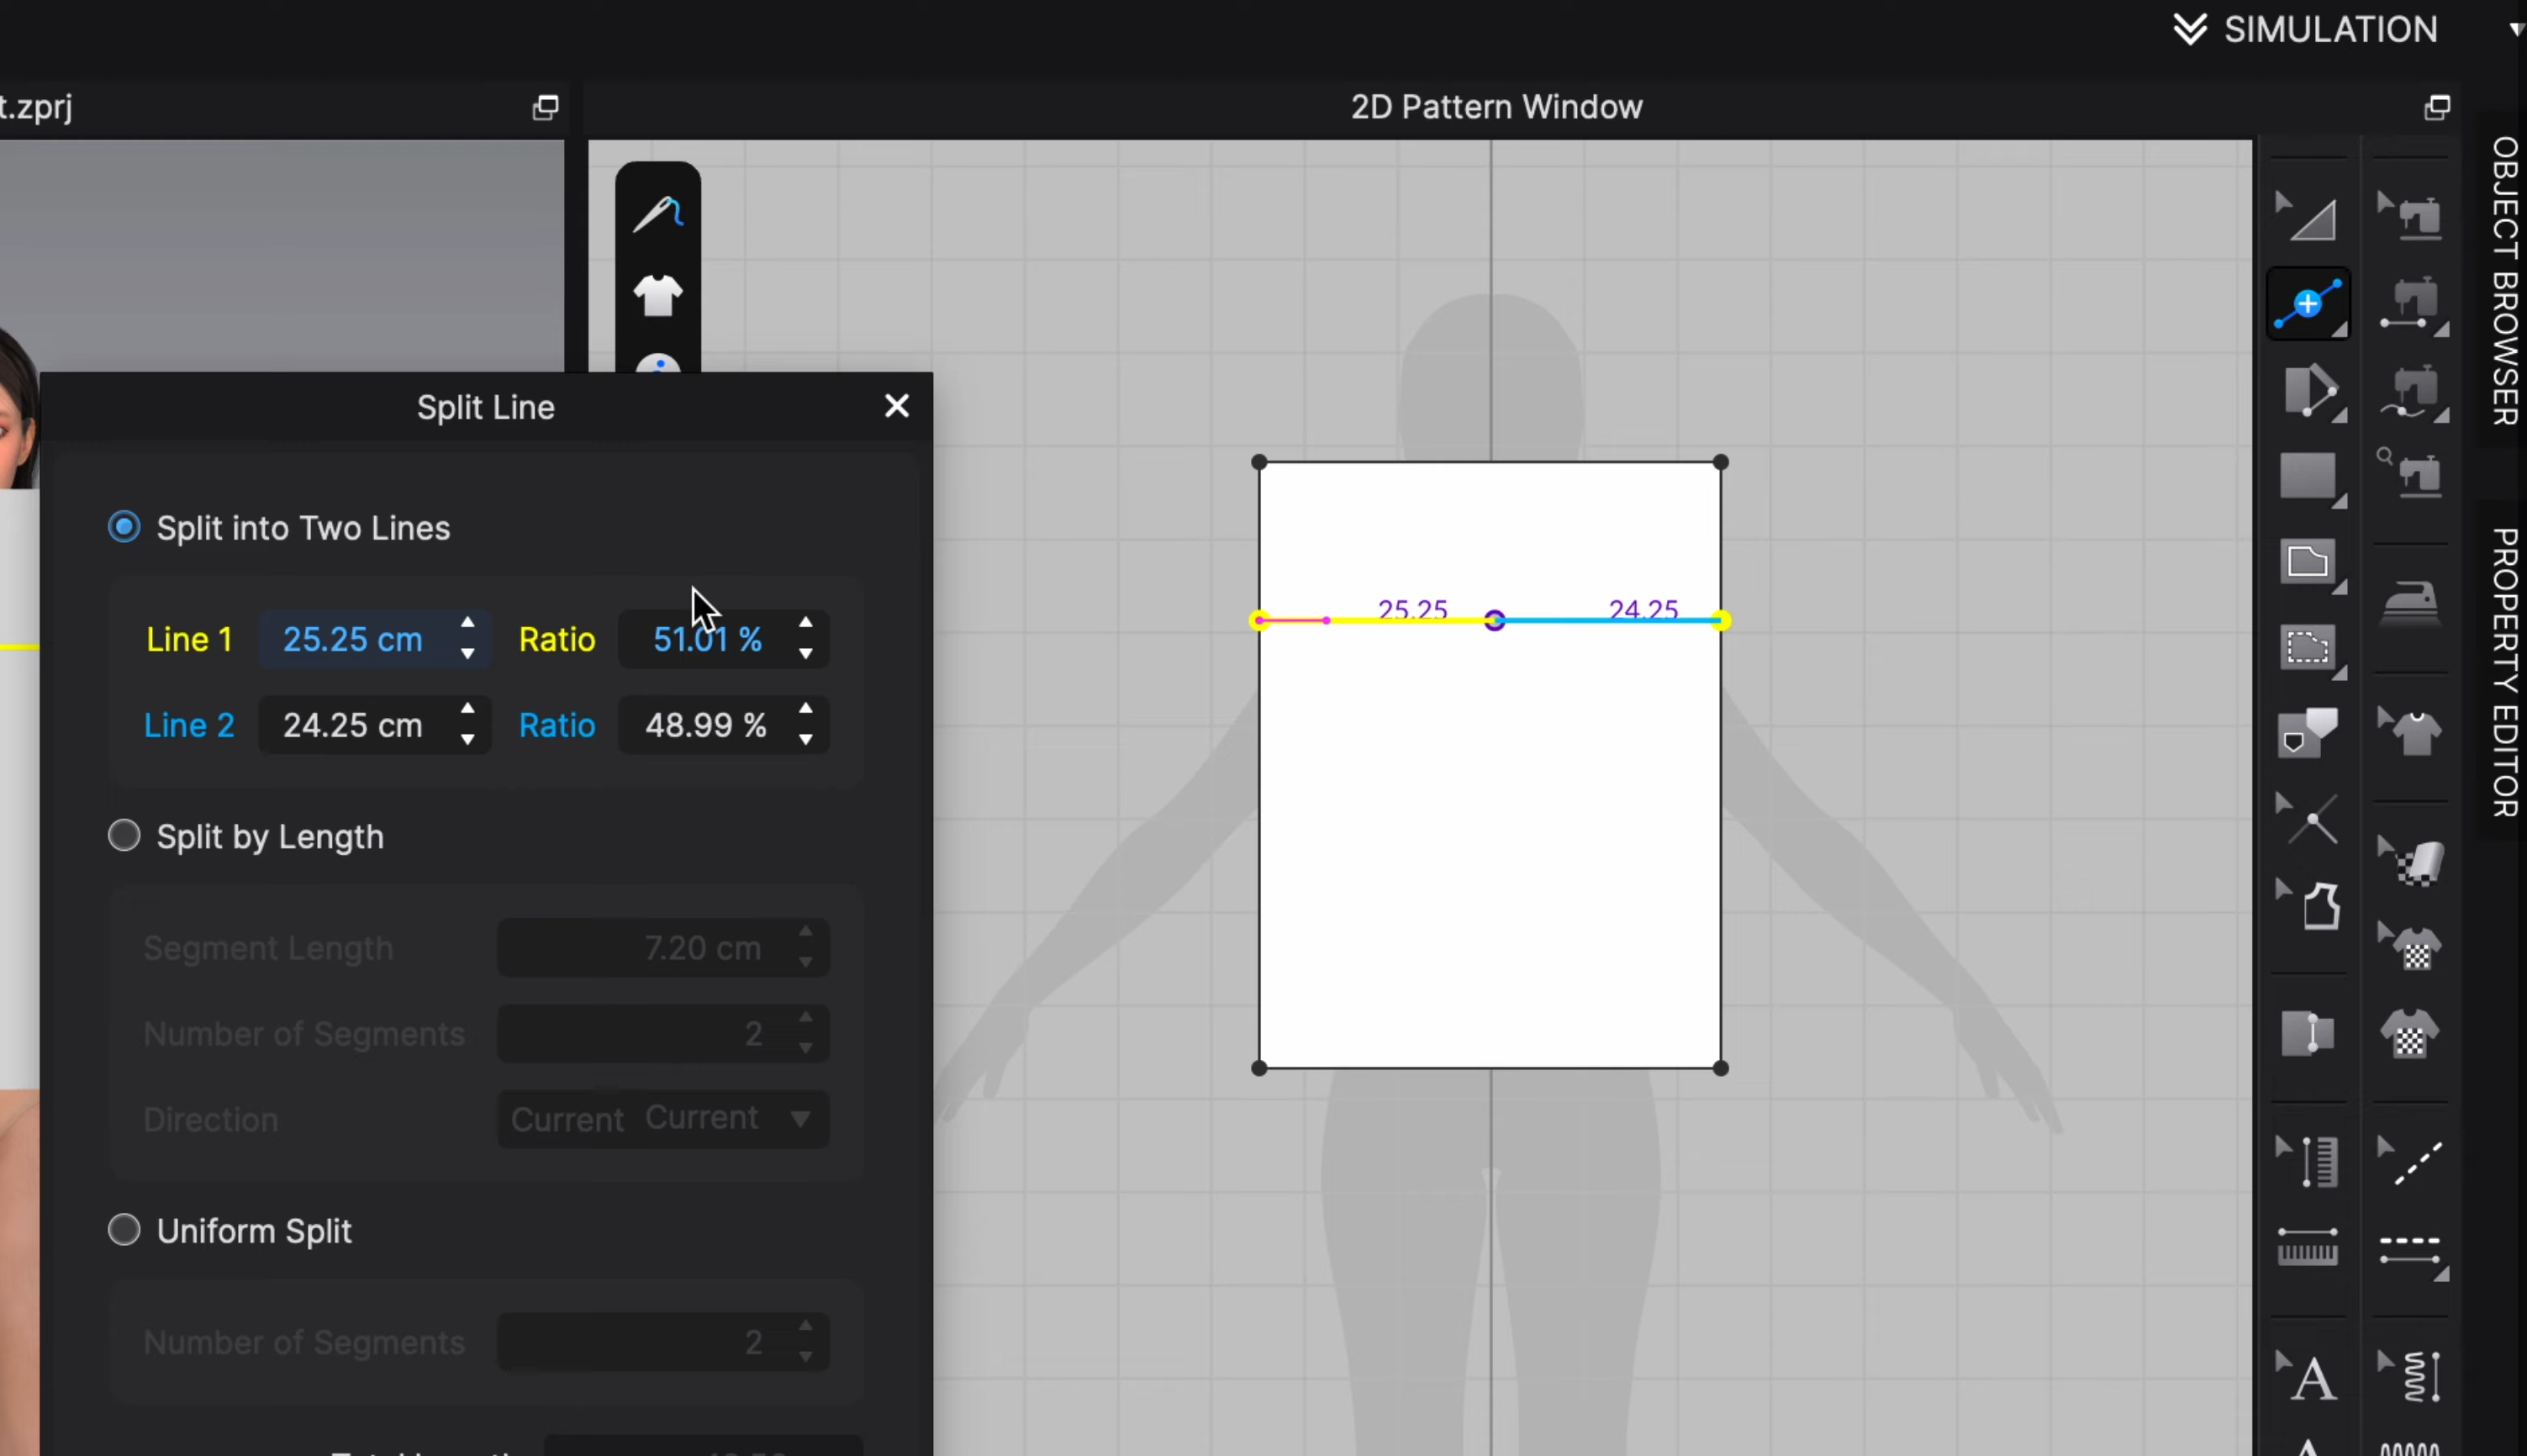 SIMULATION
t.zprj
2D Pattern Window
OBJECT BROWSER
PROPERTY EDITOR
Split Line
Split into Two Lines
Line 1 25.25 cm Ratio 51.01 %
Line 2 24.25 cm Ratio 48.99 %
Split by Length
Segment Length 7.20 cm
Number of Segments 2
Direction Current Current
Uniform Split
Number of Segments 2
25.25 24.25
A